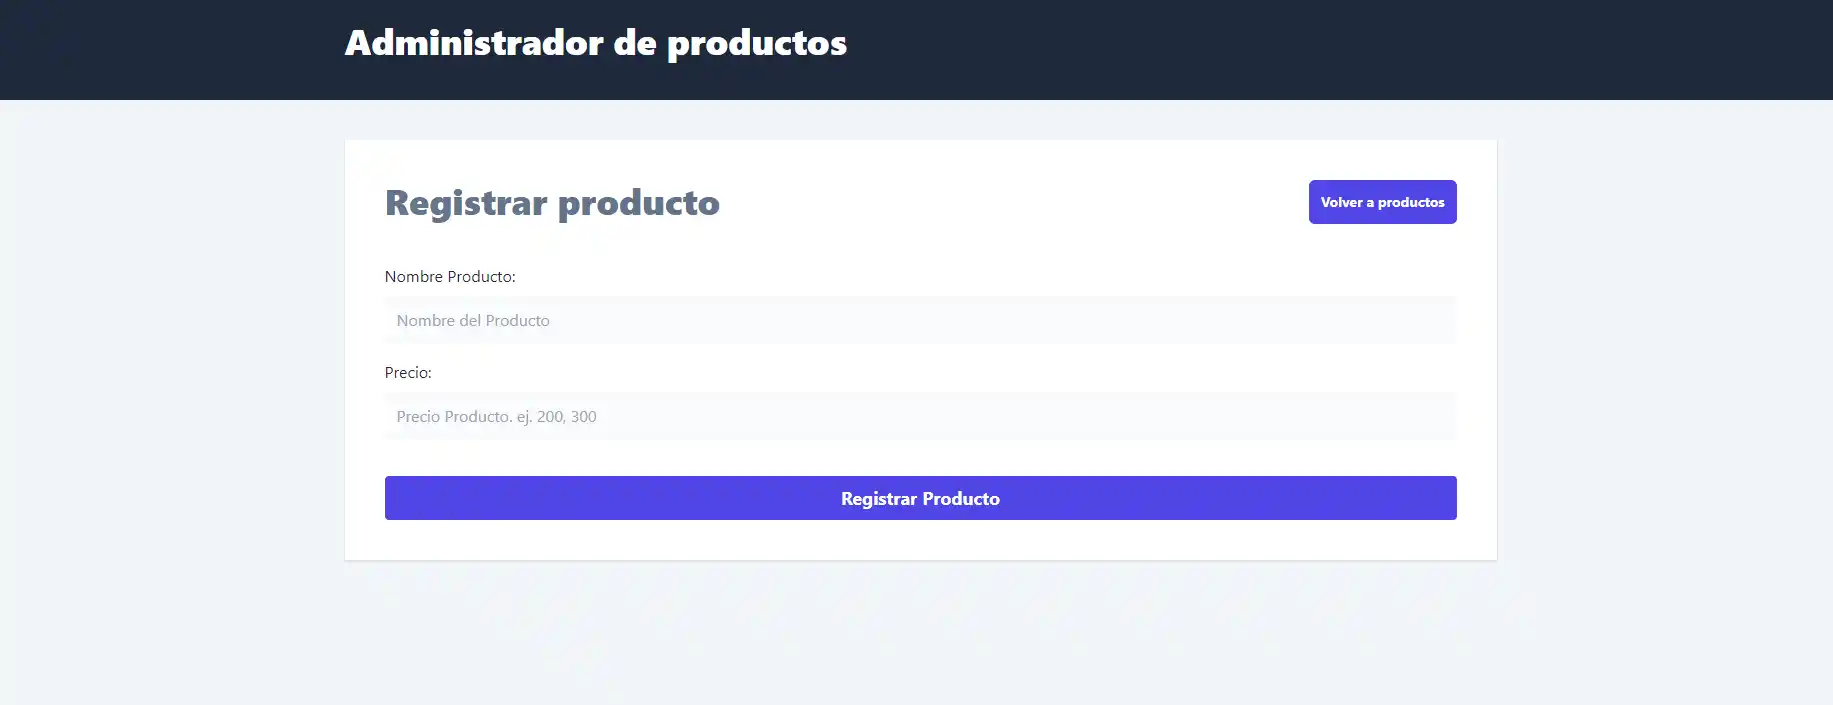 Administrador de productos
Registrar producto
Volver a productos
Nombre Producto:
Nombre del Producto
Precio:
Precio Producto. ej. 200, 300
Registrar Producto